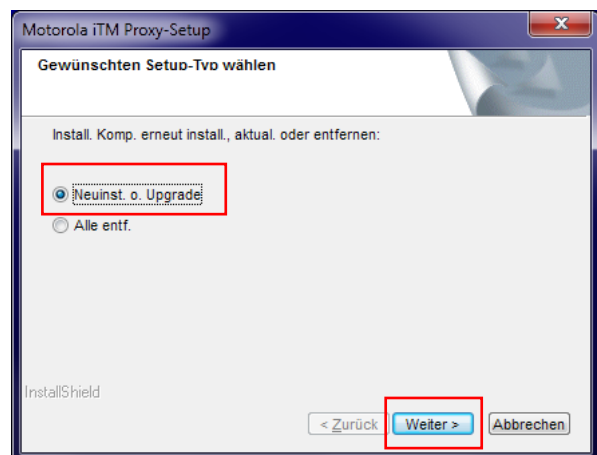 Motorola iTM Proxy-Setup
Gewünschten Setup-Typ wählen
Install. Komp. erneut install., aktual. oder entfernen:
Neuinst. o. Upgrade
Alle entf.
InstallShield
< Zurück Weiter > Abbrechen